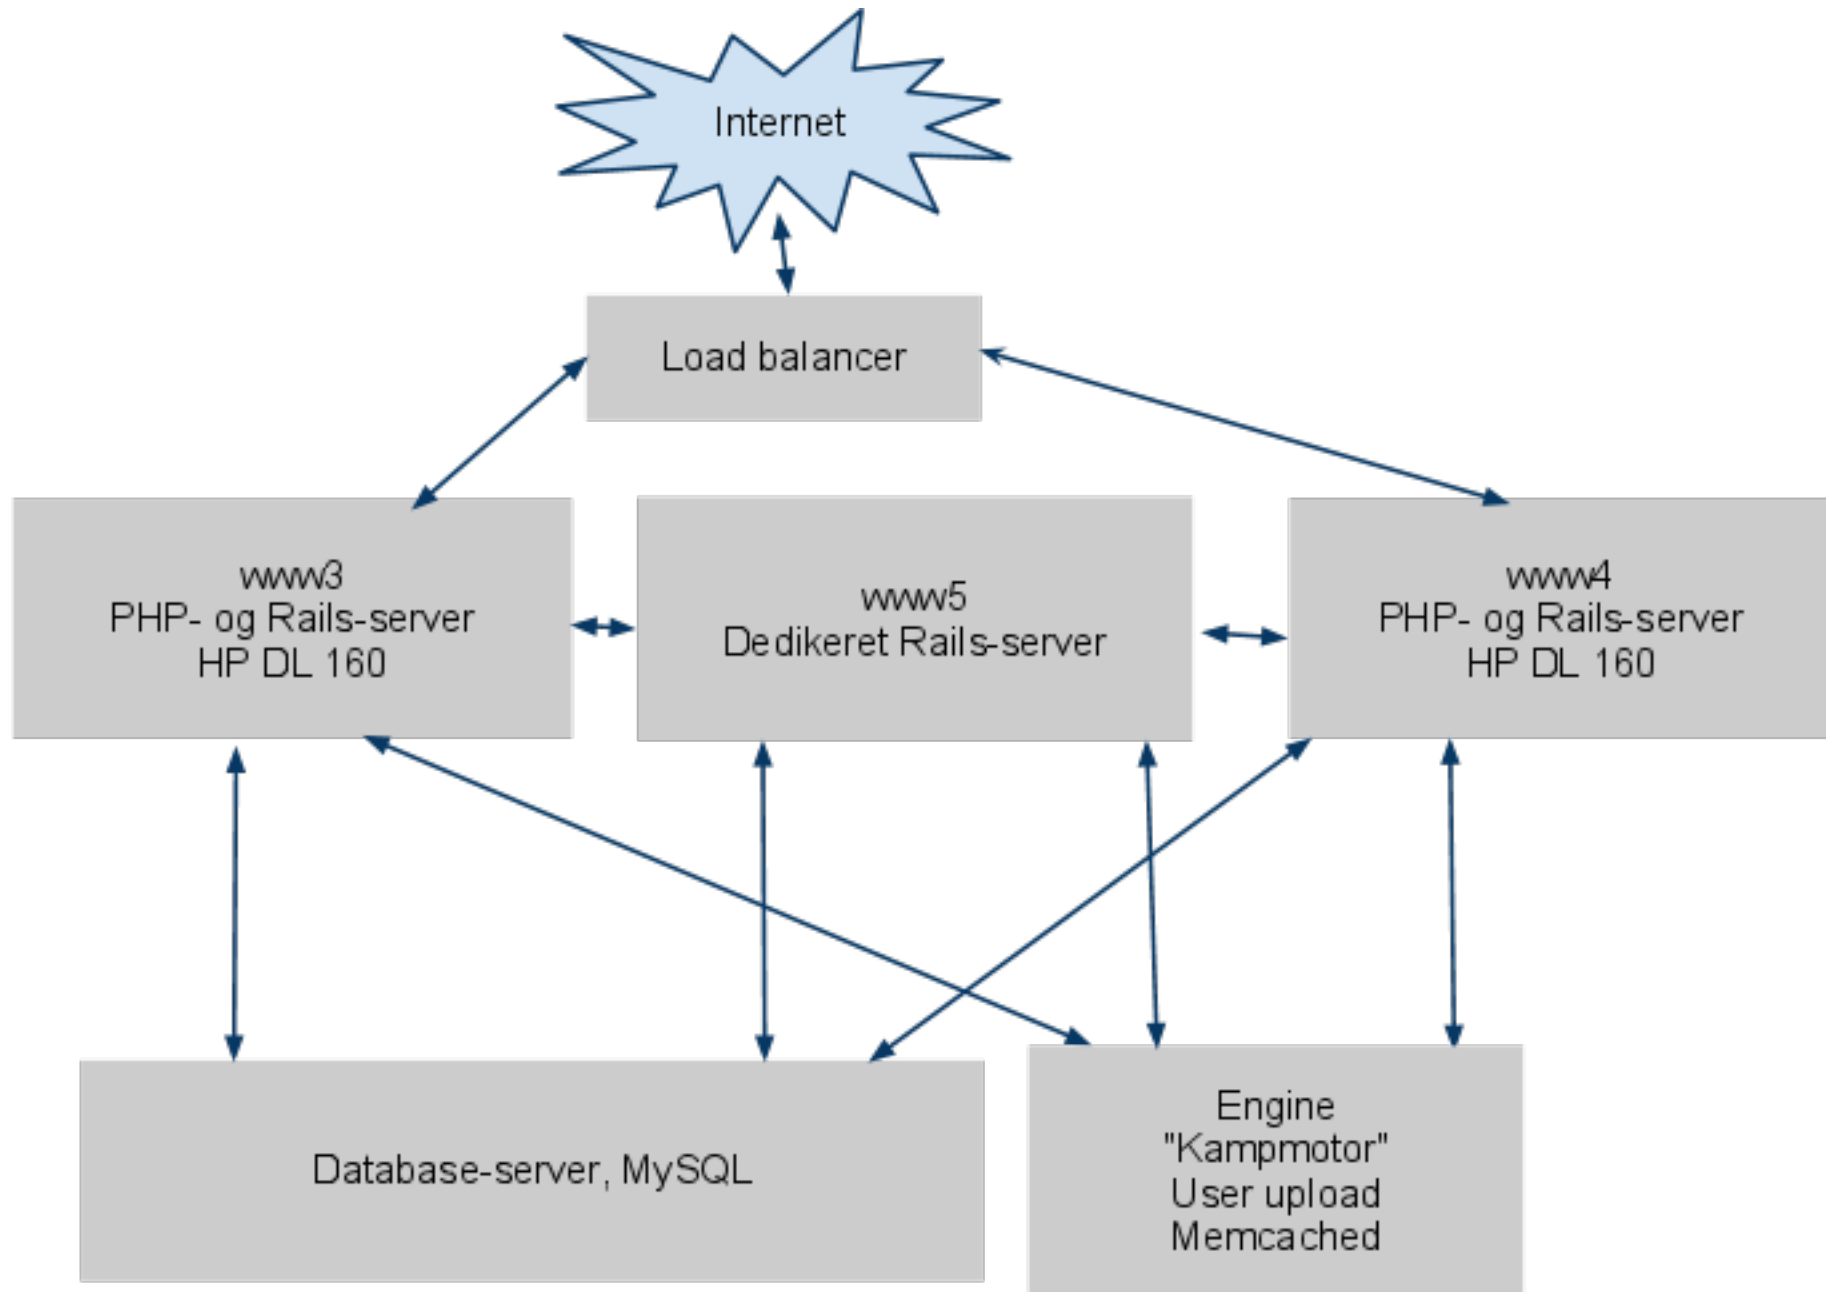 Internet
Load balancer
www3
PHP- og Rails-server
HP DL 160
www5
Dedikeret Rails-server
www4
PHP- og Rails-server
HP DL 160
Database-server, MySQL
Engine
"Kampmotor"
User upload
Memcached